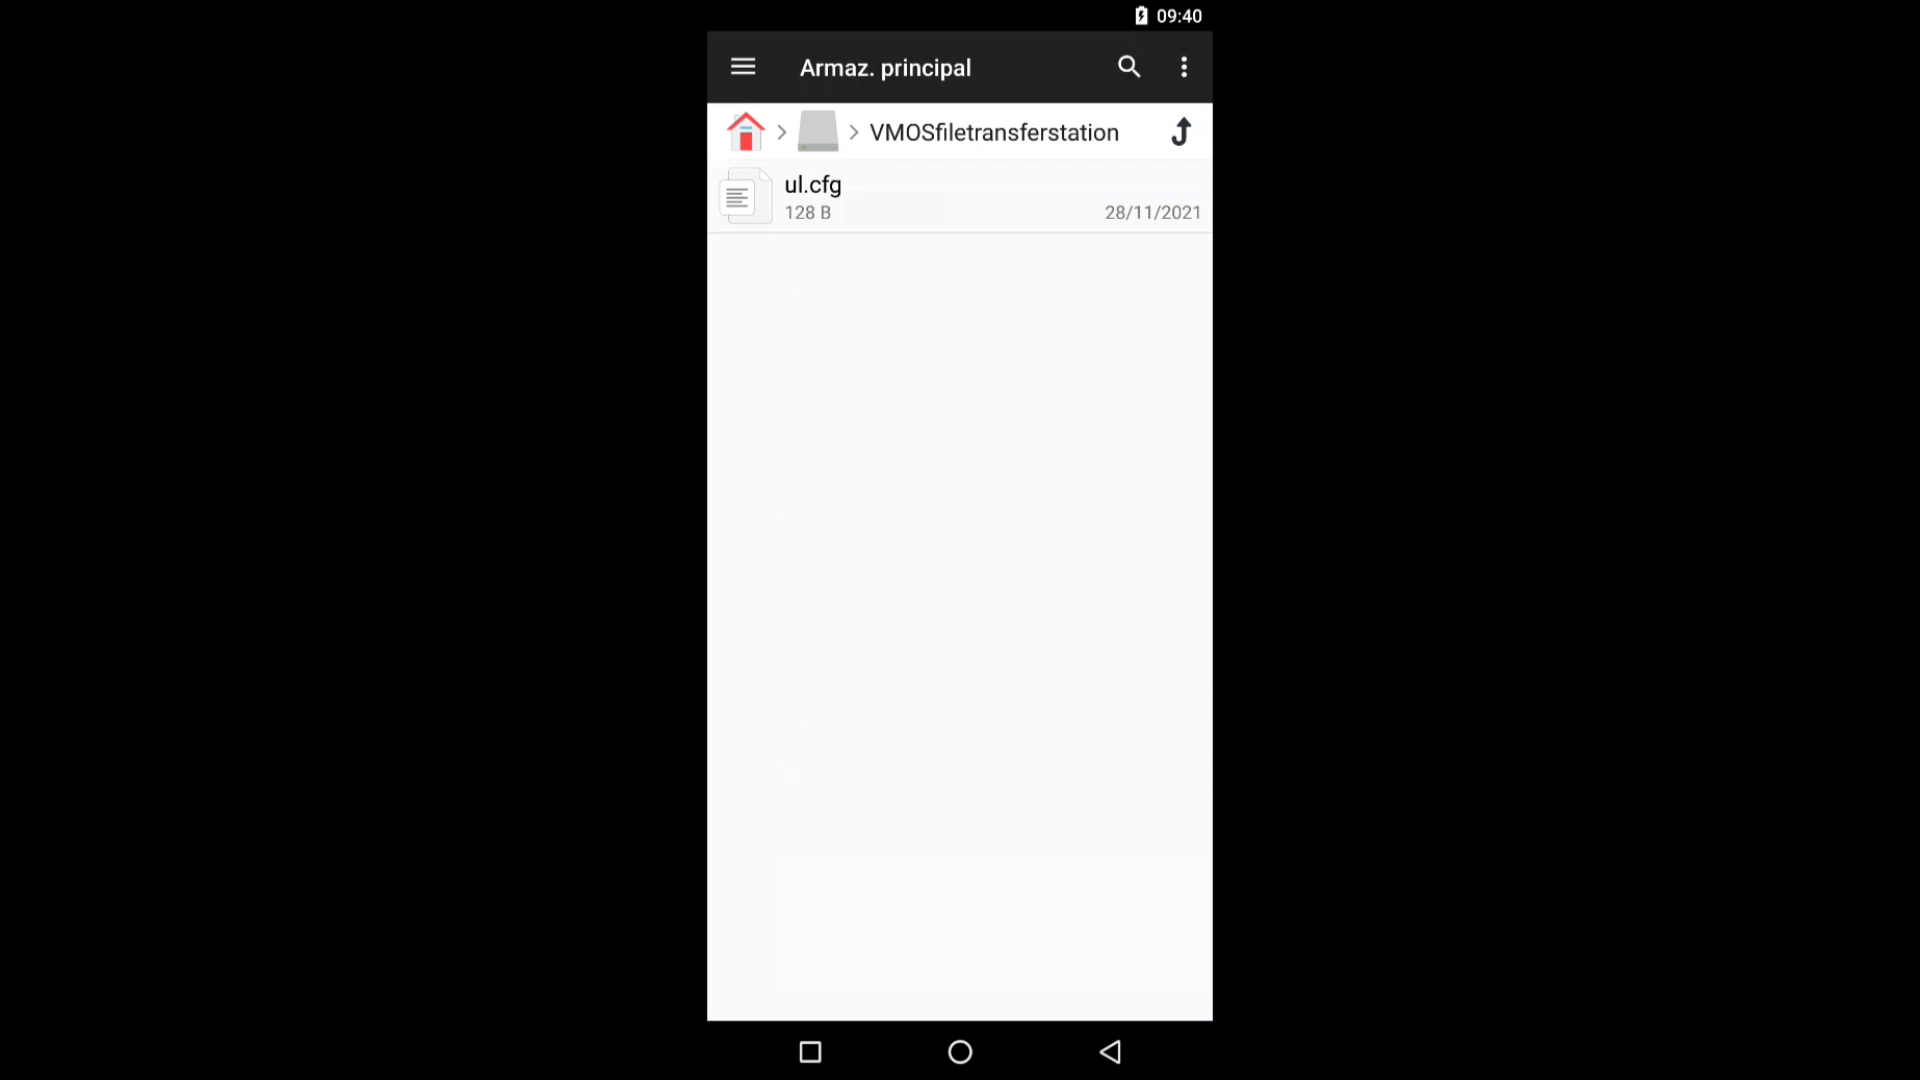 09:40
Armaz. principal
VMOSfiletransferstation
ul.cfg
128 B
28/11/2021